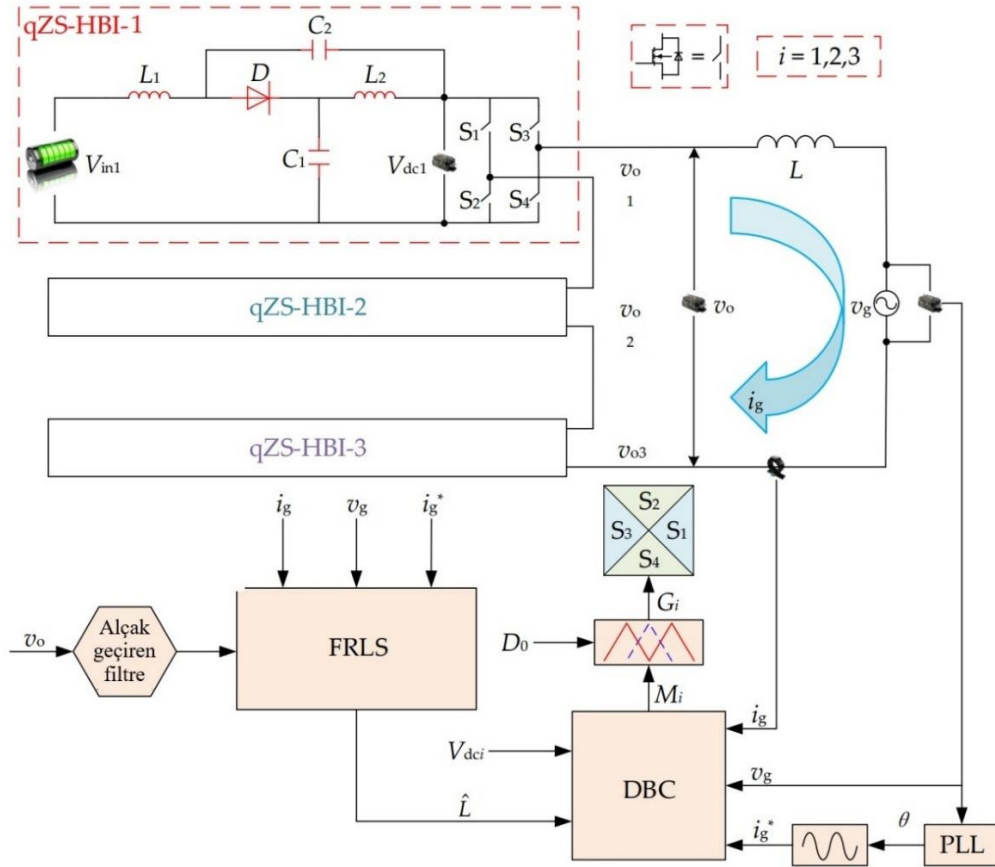 qZS-HBI-1
C2
L1
D
L2
C1
Vin1
Vdc1
S1
S3
S2
S4
=
i = 1,2,3
L
vo
1
qZS-HBI-2
vo
2
vo
vg
ig
qZS-HBI-3
vo3
ig
vg
ig*
S2
S3
S1
S4
Gi
vo
Alçak
geçiren
filtre
FRLS
D0
Mi
ig
Vdci
DBC
vg
L̂
ig*
θ
PLL